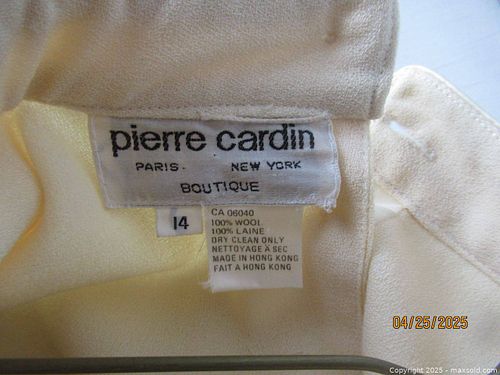 pierre cardin
PARIS. NEW YORK
BOUTIQUE
14
CA 06040
100% WOOL
100% LAINE
DRY CLEAN ONLY
NETTOYAGE A SEC
MADE IN HONG KONG
FAIT A HONG KONG
04/25/2025
Copyright 2025 - maxsold.com